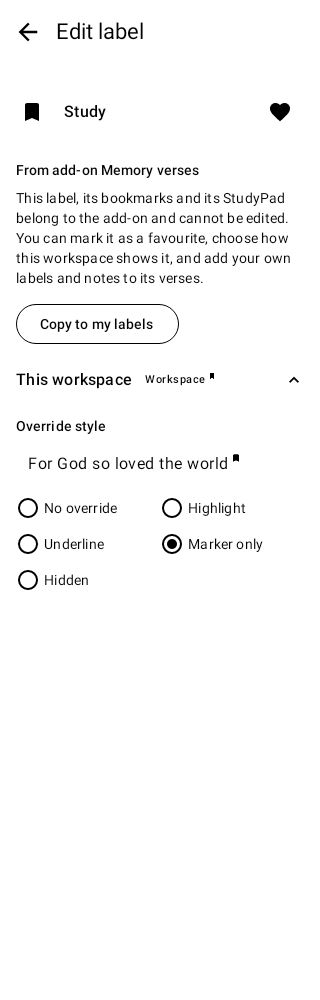 Edit label
Study
From add-on Memory verses
This label, its bookmarks and its StudyPad
belong to the add-on and cannot be edited.
You can mark it as a favourite, choose how
this workspace shows it, and add your own
labels and notes to its verses.
Copy to my labels
This workspace Workspace
Override style
For God so loved the world
No override Highlight
Underline Marker only
Hidden